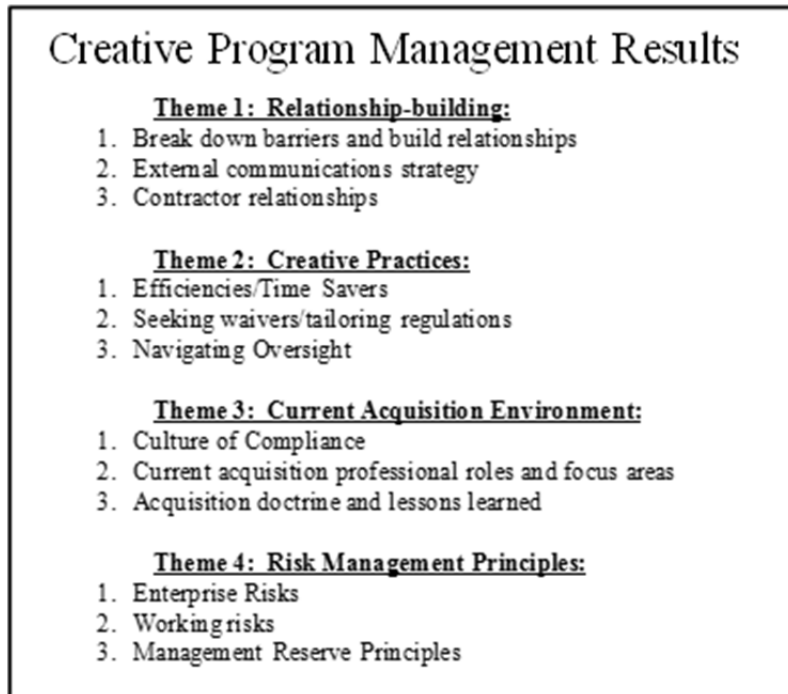 Creative Program Management Results
Theme 1: Relationship-building:
1. Break down barriers and build relationships
2. External communications strategy
3. Contractor relationships
Theme 2: Creative Practices:
1. Efficiencies/Time Savers
2. Seeking waivers/tailoring regulations
3. Navigating Oversight
Theme 3: Current Acquisition Environment:
1. Culture of Compliance
2. Current acquisition professional roles and focus areas
3. Acquisition doctrine and lessons learned
Theme 4: Risk Management Principles:
1. Enterprise Risks
2. Working risks
3. Management Reserve Principles